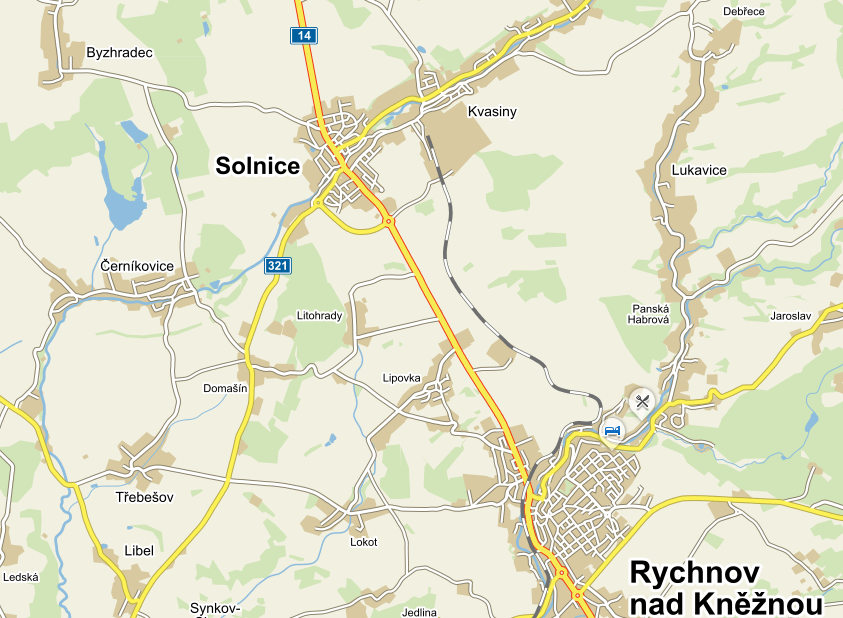 Debřece
14
Byzhradec
Kvasiny
Solnice
Lukavice
Černíkovice
321
Panská
Habrová
Litohrady
Jaroslav
Lipovka
Domašín
Třebešov
Lokot
Libel
Ledská
Rychnov
nad Kněžnou
Synkov-
Jedlina